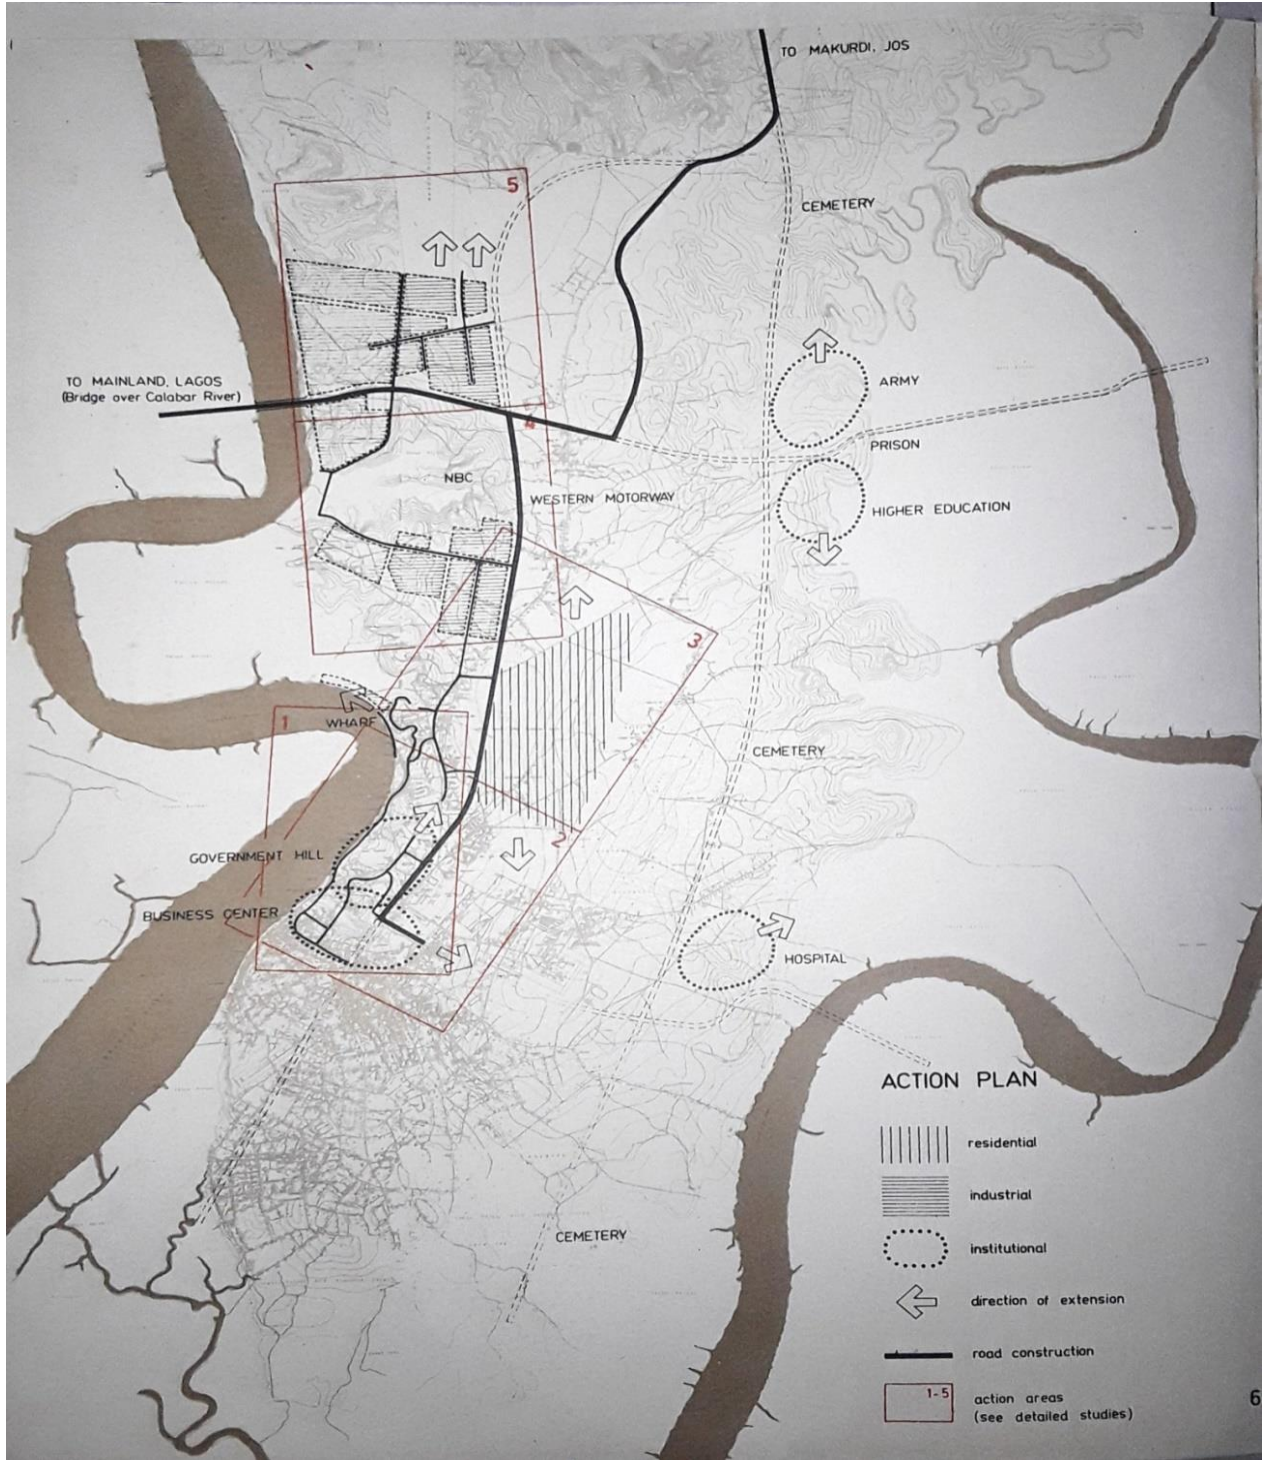 TO MAKURDI, JOS
5
CEMETERY
TO MAINLAND, LAGOS
(Bridge over Calabar River)
ARMY
4
PRISON
NBC
WESTERN MOTORWAY
HIGHER EDUCATION
3
1
WHARF
CEMETERY
2
GOVERNMENT HILL
BUSINESS CENTER
HOSPITAL
ACTION PLAN
residential
industrial
CEMETERY
institutional
direction of extension
road construction
1-5
action areas
(see detailed studies)
6